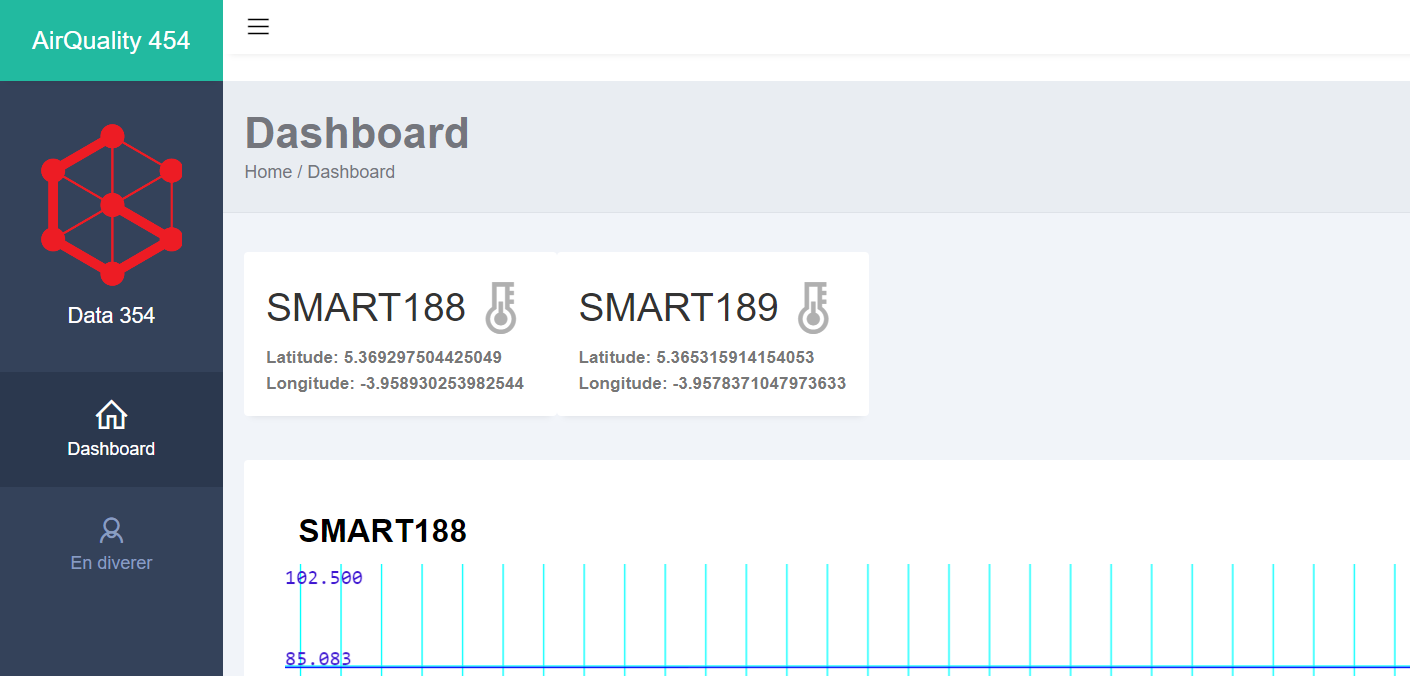 AirQuality 454
Data 354
Dashboard
En diverer
Dashboard
Home / Dashboard
SMART188
Latitude: 5.369297504425049
Longitude: -3.958930253982544
SMART189
Latitude: 5.365315914154053
Longitude: -3.9578371047973633
SMART188
102.500
85.083